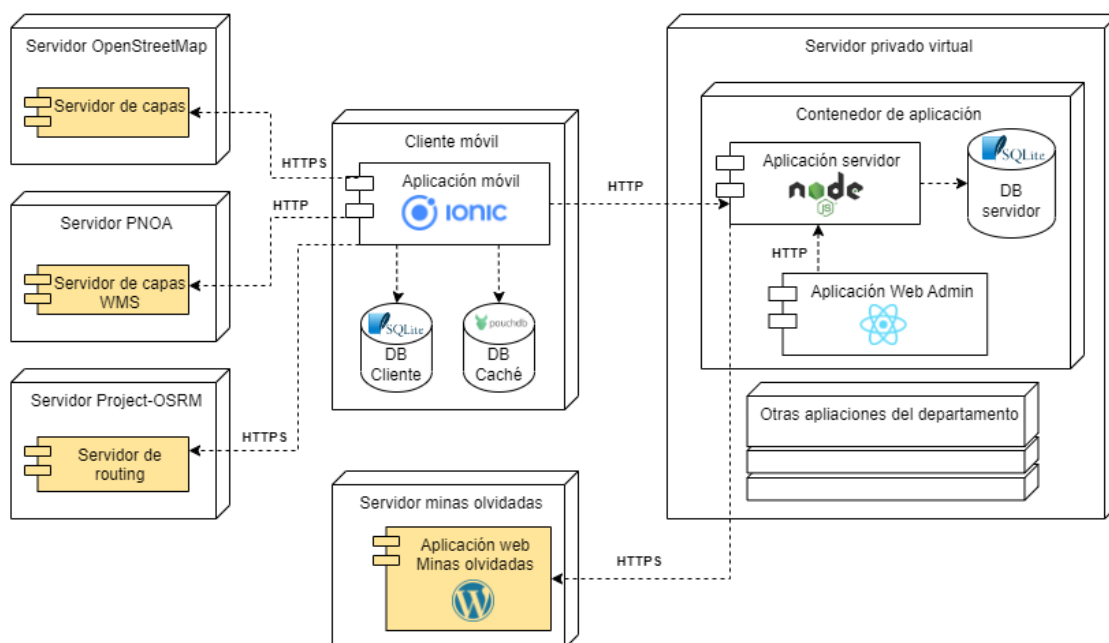 Servidor OpenStreetMap
Servidor de capas
HTTPS
Servidor PNOA
Servidor de capas
WMS
HTTP
Servidor Project-OSRM
Servidor de
routing
HTTPS
Cliente móvil
Aplicación móvil
IONIC
SQLite
DB
Cliente
pouchdb
DB
Caché
HTTP
Servidor minas olvidadas
Aplicación web
Minas olvidadas
W
HTTPS
Servidor privado virtual
Contenedor de aplicación
Aplicación servidor
node
JS
SQLite
DB
servidor
HTTP
Aplicación Web Admin
Otras apliaciones del departamento